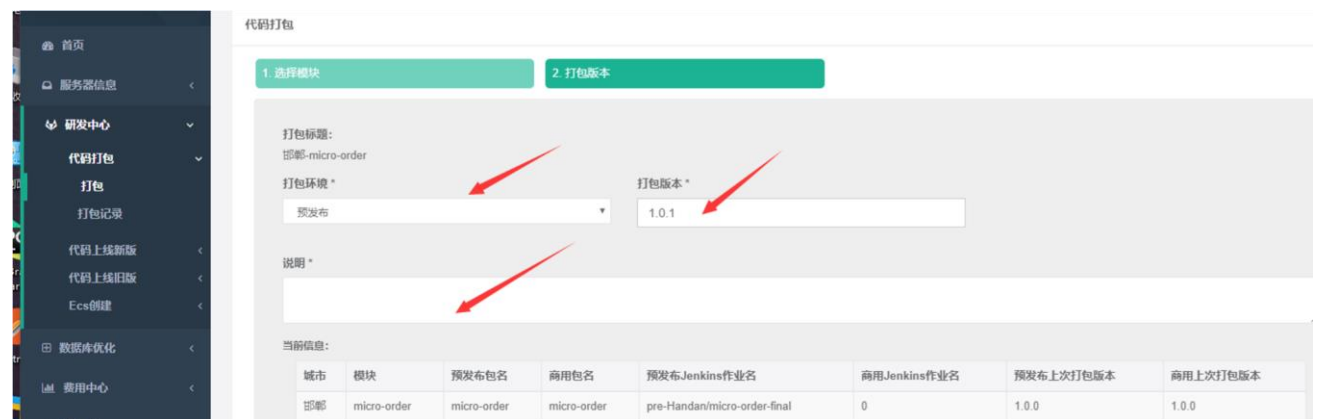 首页
服务器信息
研发中心
代码打包
打包
打包记录
代码上线新版
代码上线旧版
Ecs创建
数据库优化
费用中心
代码打包
1. 选择模块
2. 打包版本
打包标题:
邯郸-micro-order
打包环境 *
打包版本 *
预发布
1.0.1
说明 *
当前信息:
城市 模块 预发布包名 商用包名 预发布Jenkins作业名 商用Jenkins作业名 预发布上次打包版本 商用上次打包版本
邯郸 micro-order micro-order micro-order pre-Handan/micro-order-final 0 1.0.0 1.0.0